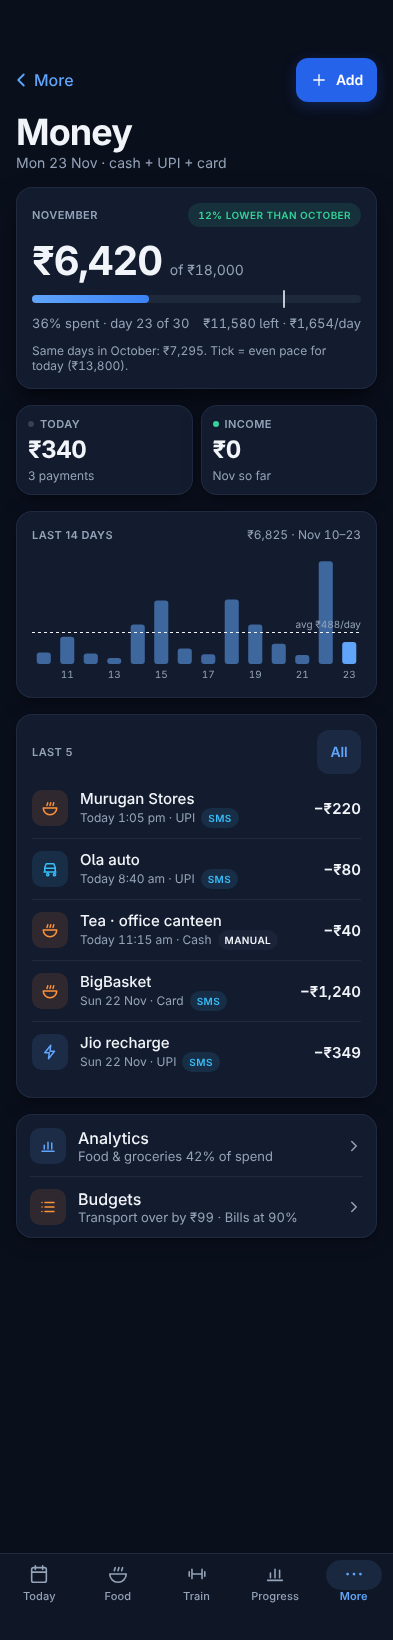 More
Add
Money
Mon 23 Nov · cash + UPI + card
NOVEMBER
12% LOWER THAN OCTOBER
₹6,420 of ₹18,000
36% spent · day 23 of 30
₹11,580 left · ₹1,654/day
Same days in October: ₹7,295. Tick = even pace for
today (₹13,800).
TODAY
₹340
3 payments
INCOME
₹0
Nov so far
LAST 14 DAYS
₹6,825 · Nov 10–23
avg ₹488/day
11 13 15 17 19 21 23
LAST 5
All
Murugan Stores
Today 1:05 pm · UPI SMS
−₹220
Ola auto
Today 8:40 am · UPI SMS
−₹80
Tea · office canteen
Today 11:15 am · Cash MANUAL
−₹40
BigBasket
Sun 22 Nov · Card SMS
−₹1,240
Jio recharge
Sun 22 Nov · UPI SMS
−₹349
Analytics
Food & groceries 42% of spend
Budgets
Transport over by ₹99 · Bills at 90%
Today
Food
Train
Progress
More